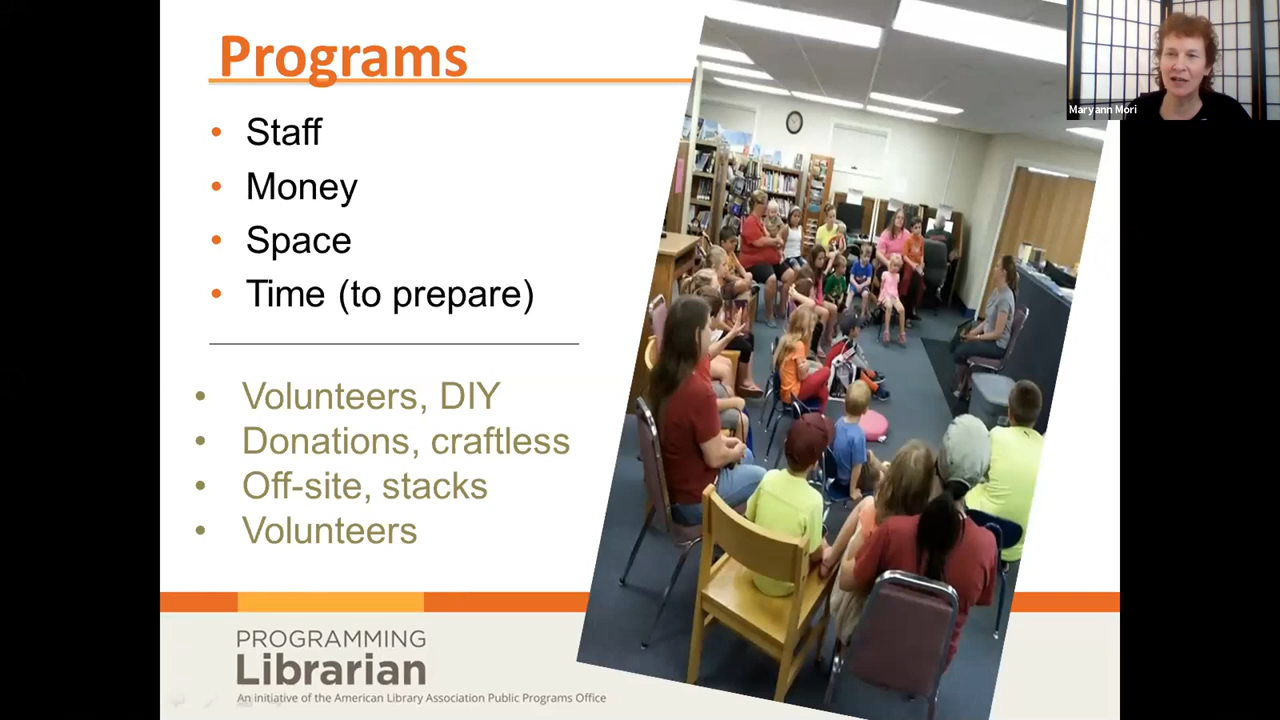 Programs
Maryann Mori
• Staff
• Money
• Space
• Time (to prepare)
• Volunteers, DIY
• Donations, craftless
• Off-site, stacks
• Volunteers
PROGRAMMING
Librarian
An initiative of the American Library Association Public Programs Office